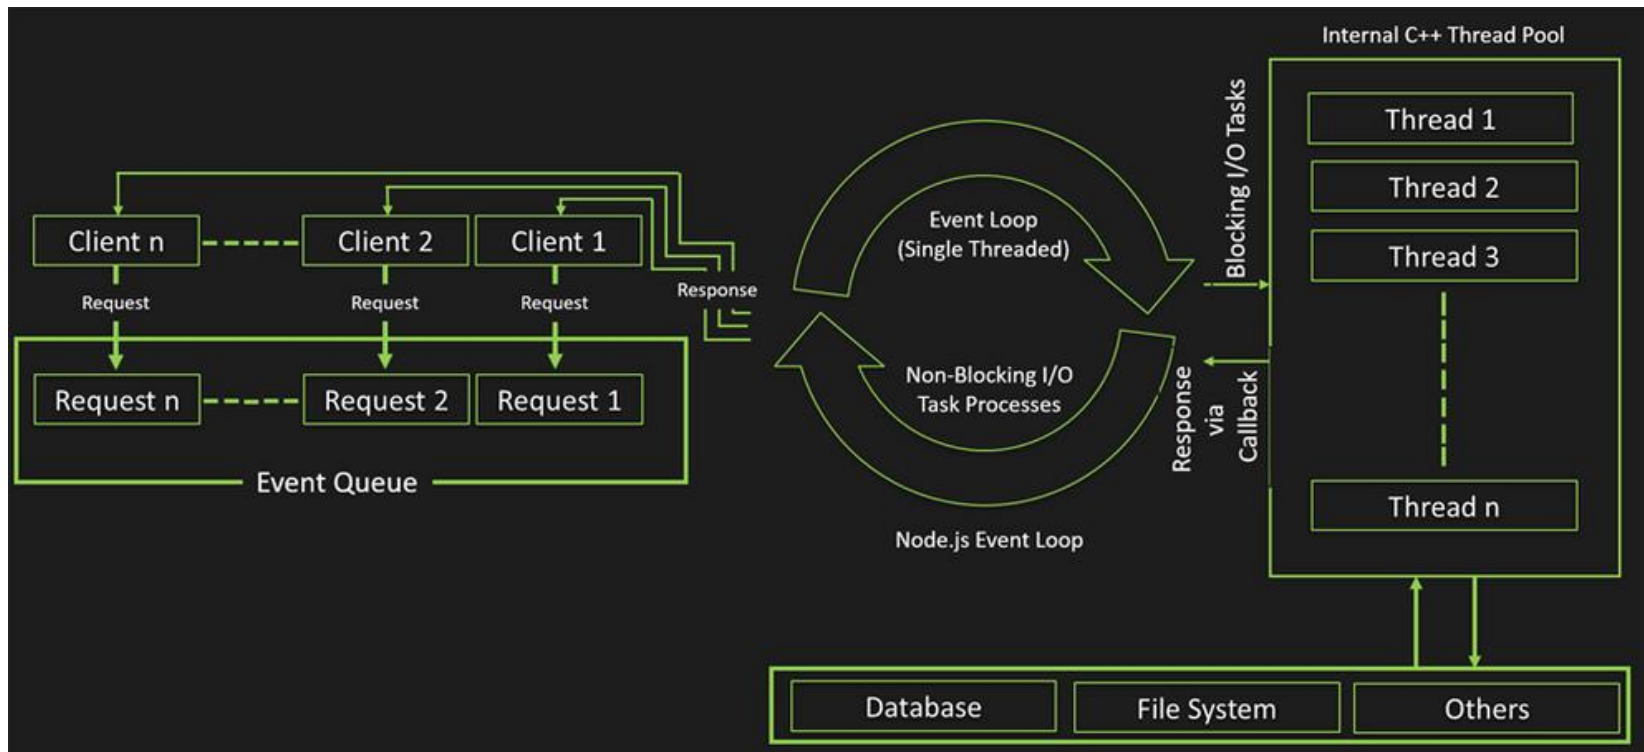 Internal C++ Thread Pool
Client n
Client 2
Client 1
Request
Request
Request
Request n
Request 2
Request 1
Event Queue
Response
Event Loop
(Single Threaded)
Non-Blocking I/O
Task Processes
Node.js Event Loop
Blocking I/O Tasks
Response
via
Callback
Thread 1
Thread 2
Thread 3
Thread n
Database
File System
Others